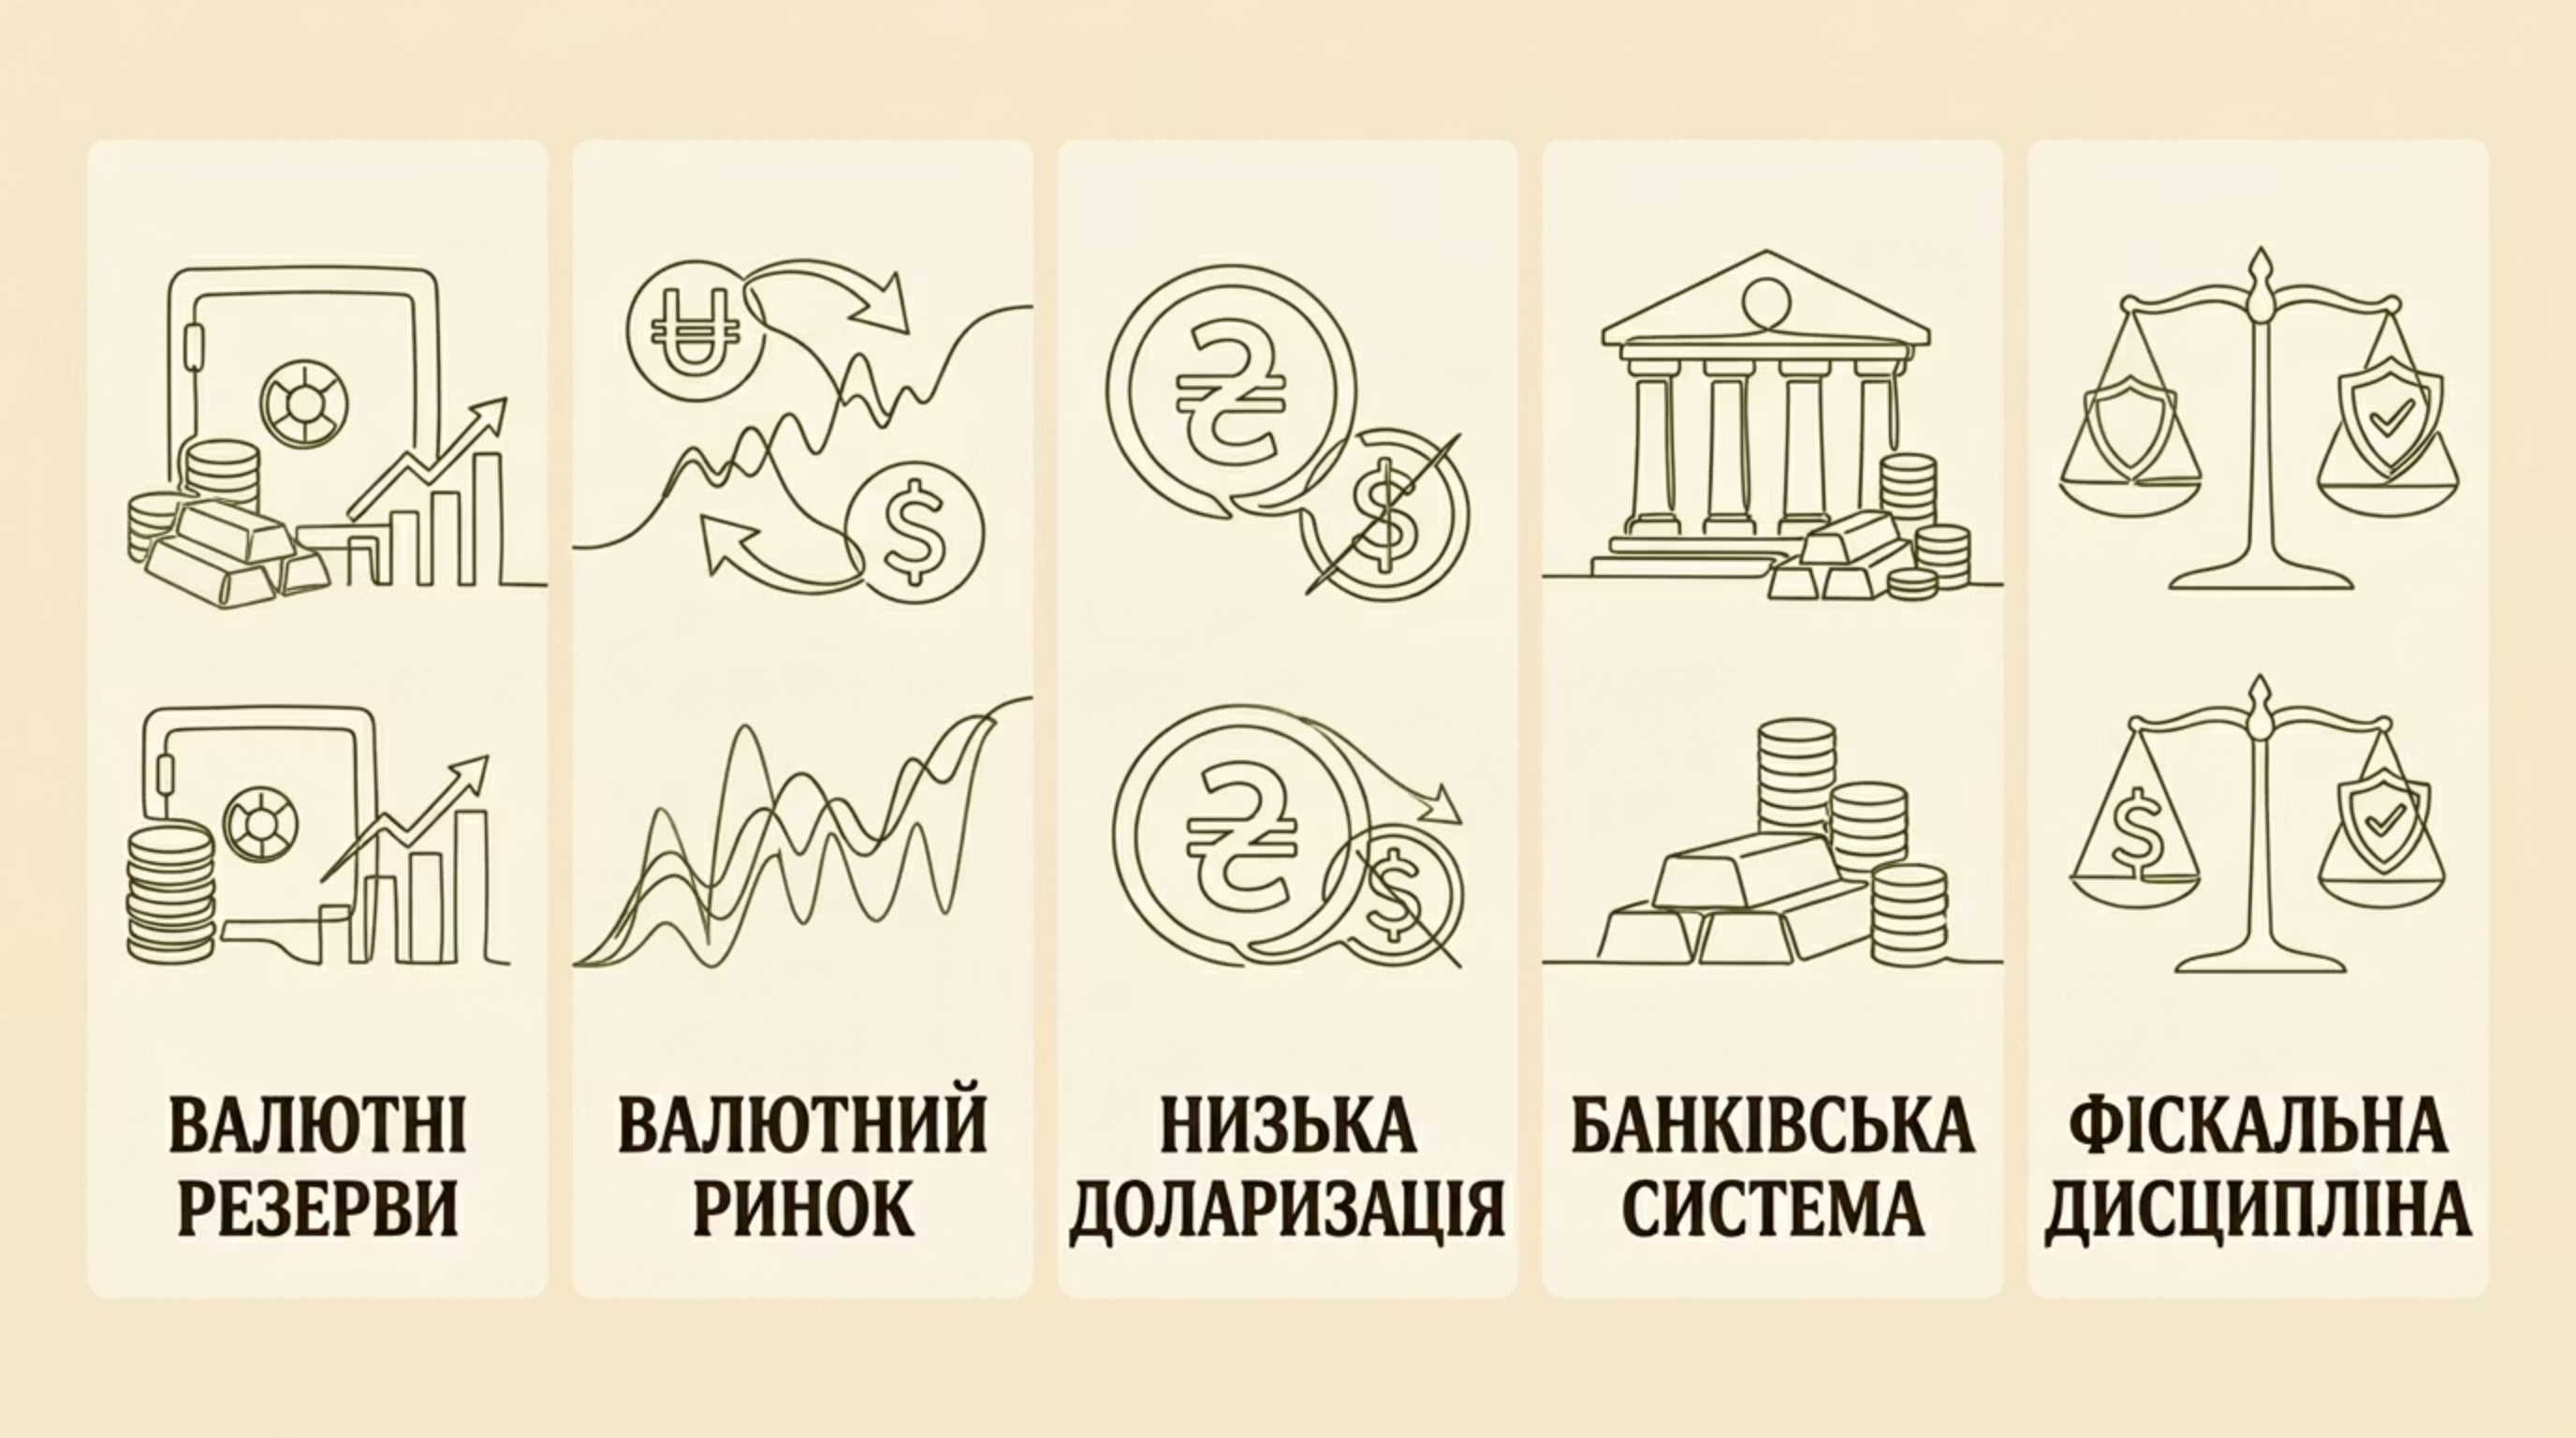 ВАЛЮТНІ
РЕЗЕРВИ
ВАЛЮТНИЙ
РИНОК
НИЗЬКА
ДОЛАРИЗАЦІЯ
БАНКІВСЬКА
СИСТЕМА
ФІСКАЛЬНА
ДИСЦИПЛІНА